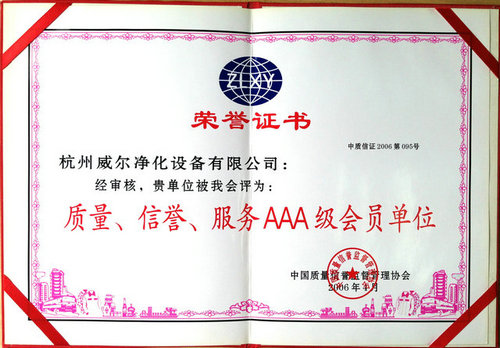 ZLXY
荣誉证书
中质信证2006第095号
杭州威尔净化设备有限公司：
经审核，贵单位被我会评为：
质量、信誉、服务AAA级会员单位
中国质量信誉监督管理协会
2006年 月